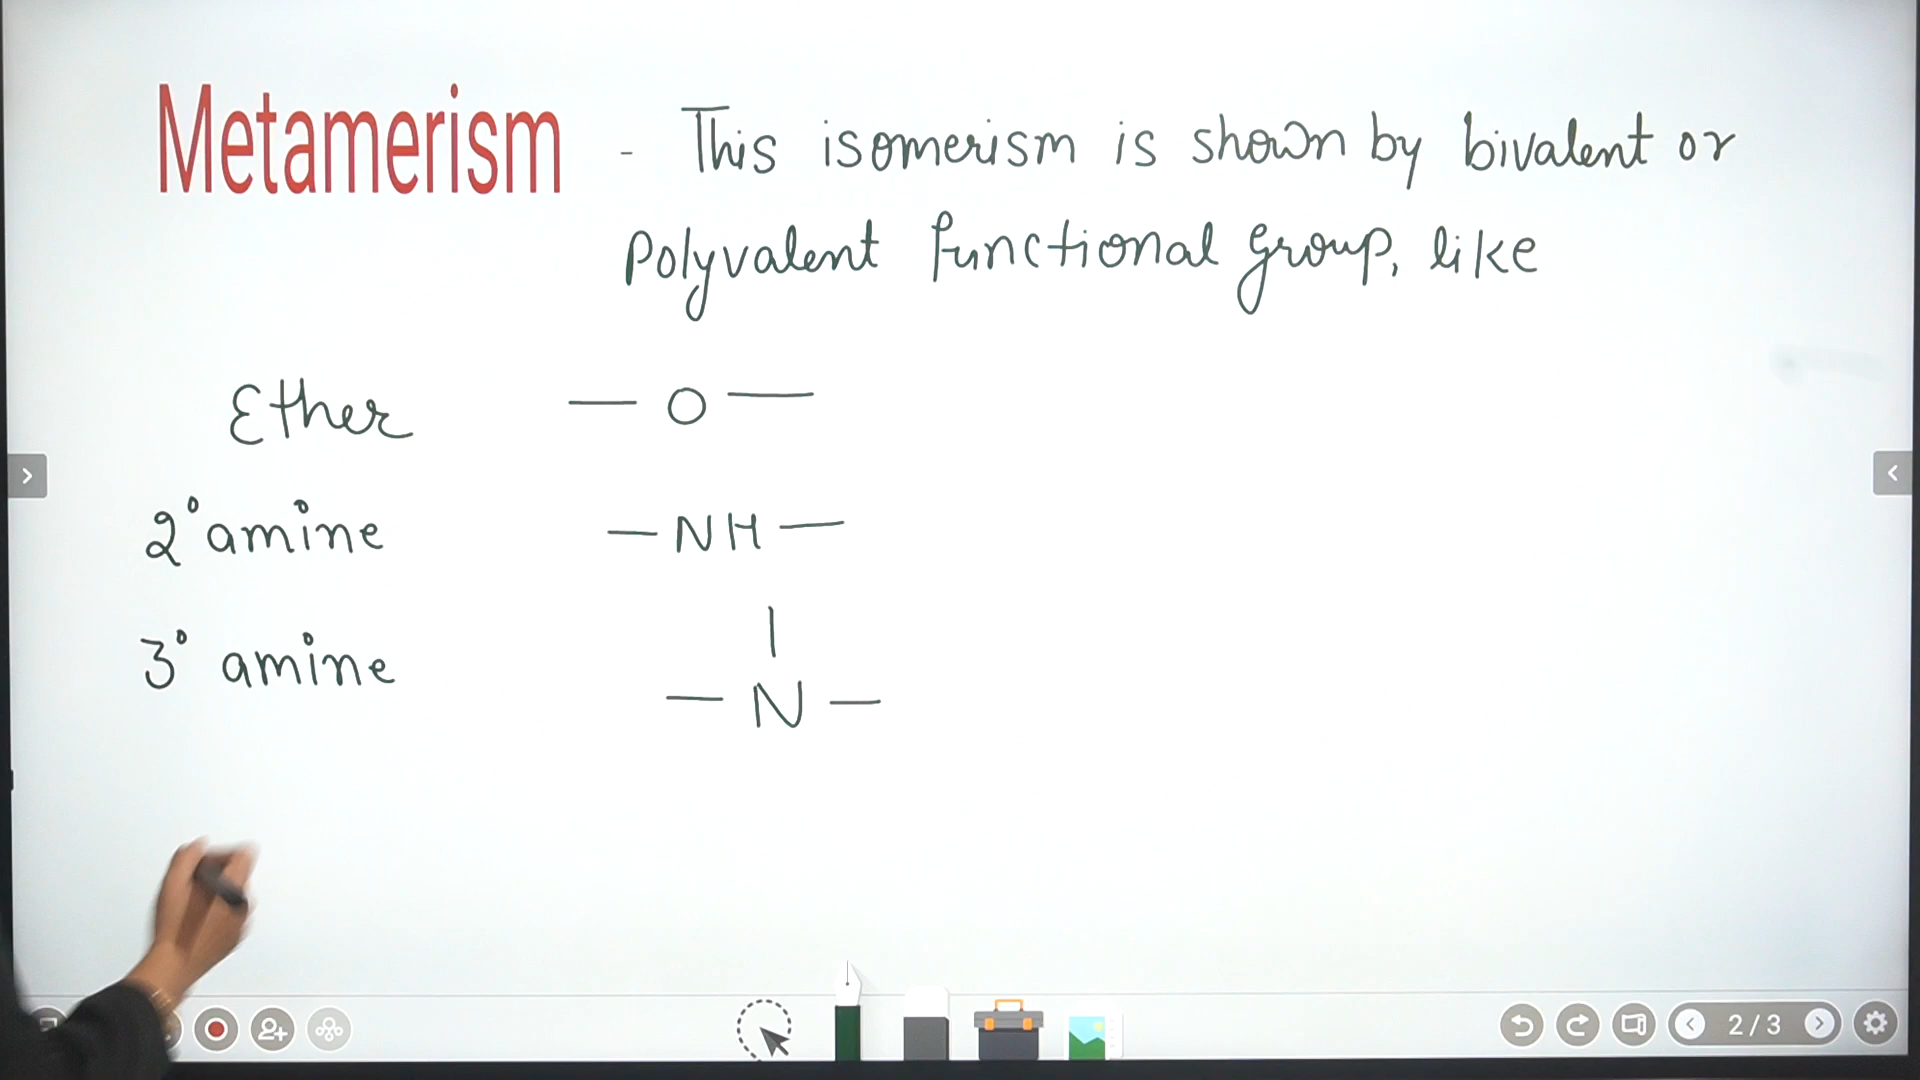 Metamerism - This isomerism is shown by bivalent or
polyvalent functional group, like
Ether — O —
2° amine — NH —
|
3° amine — N —
2/3